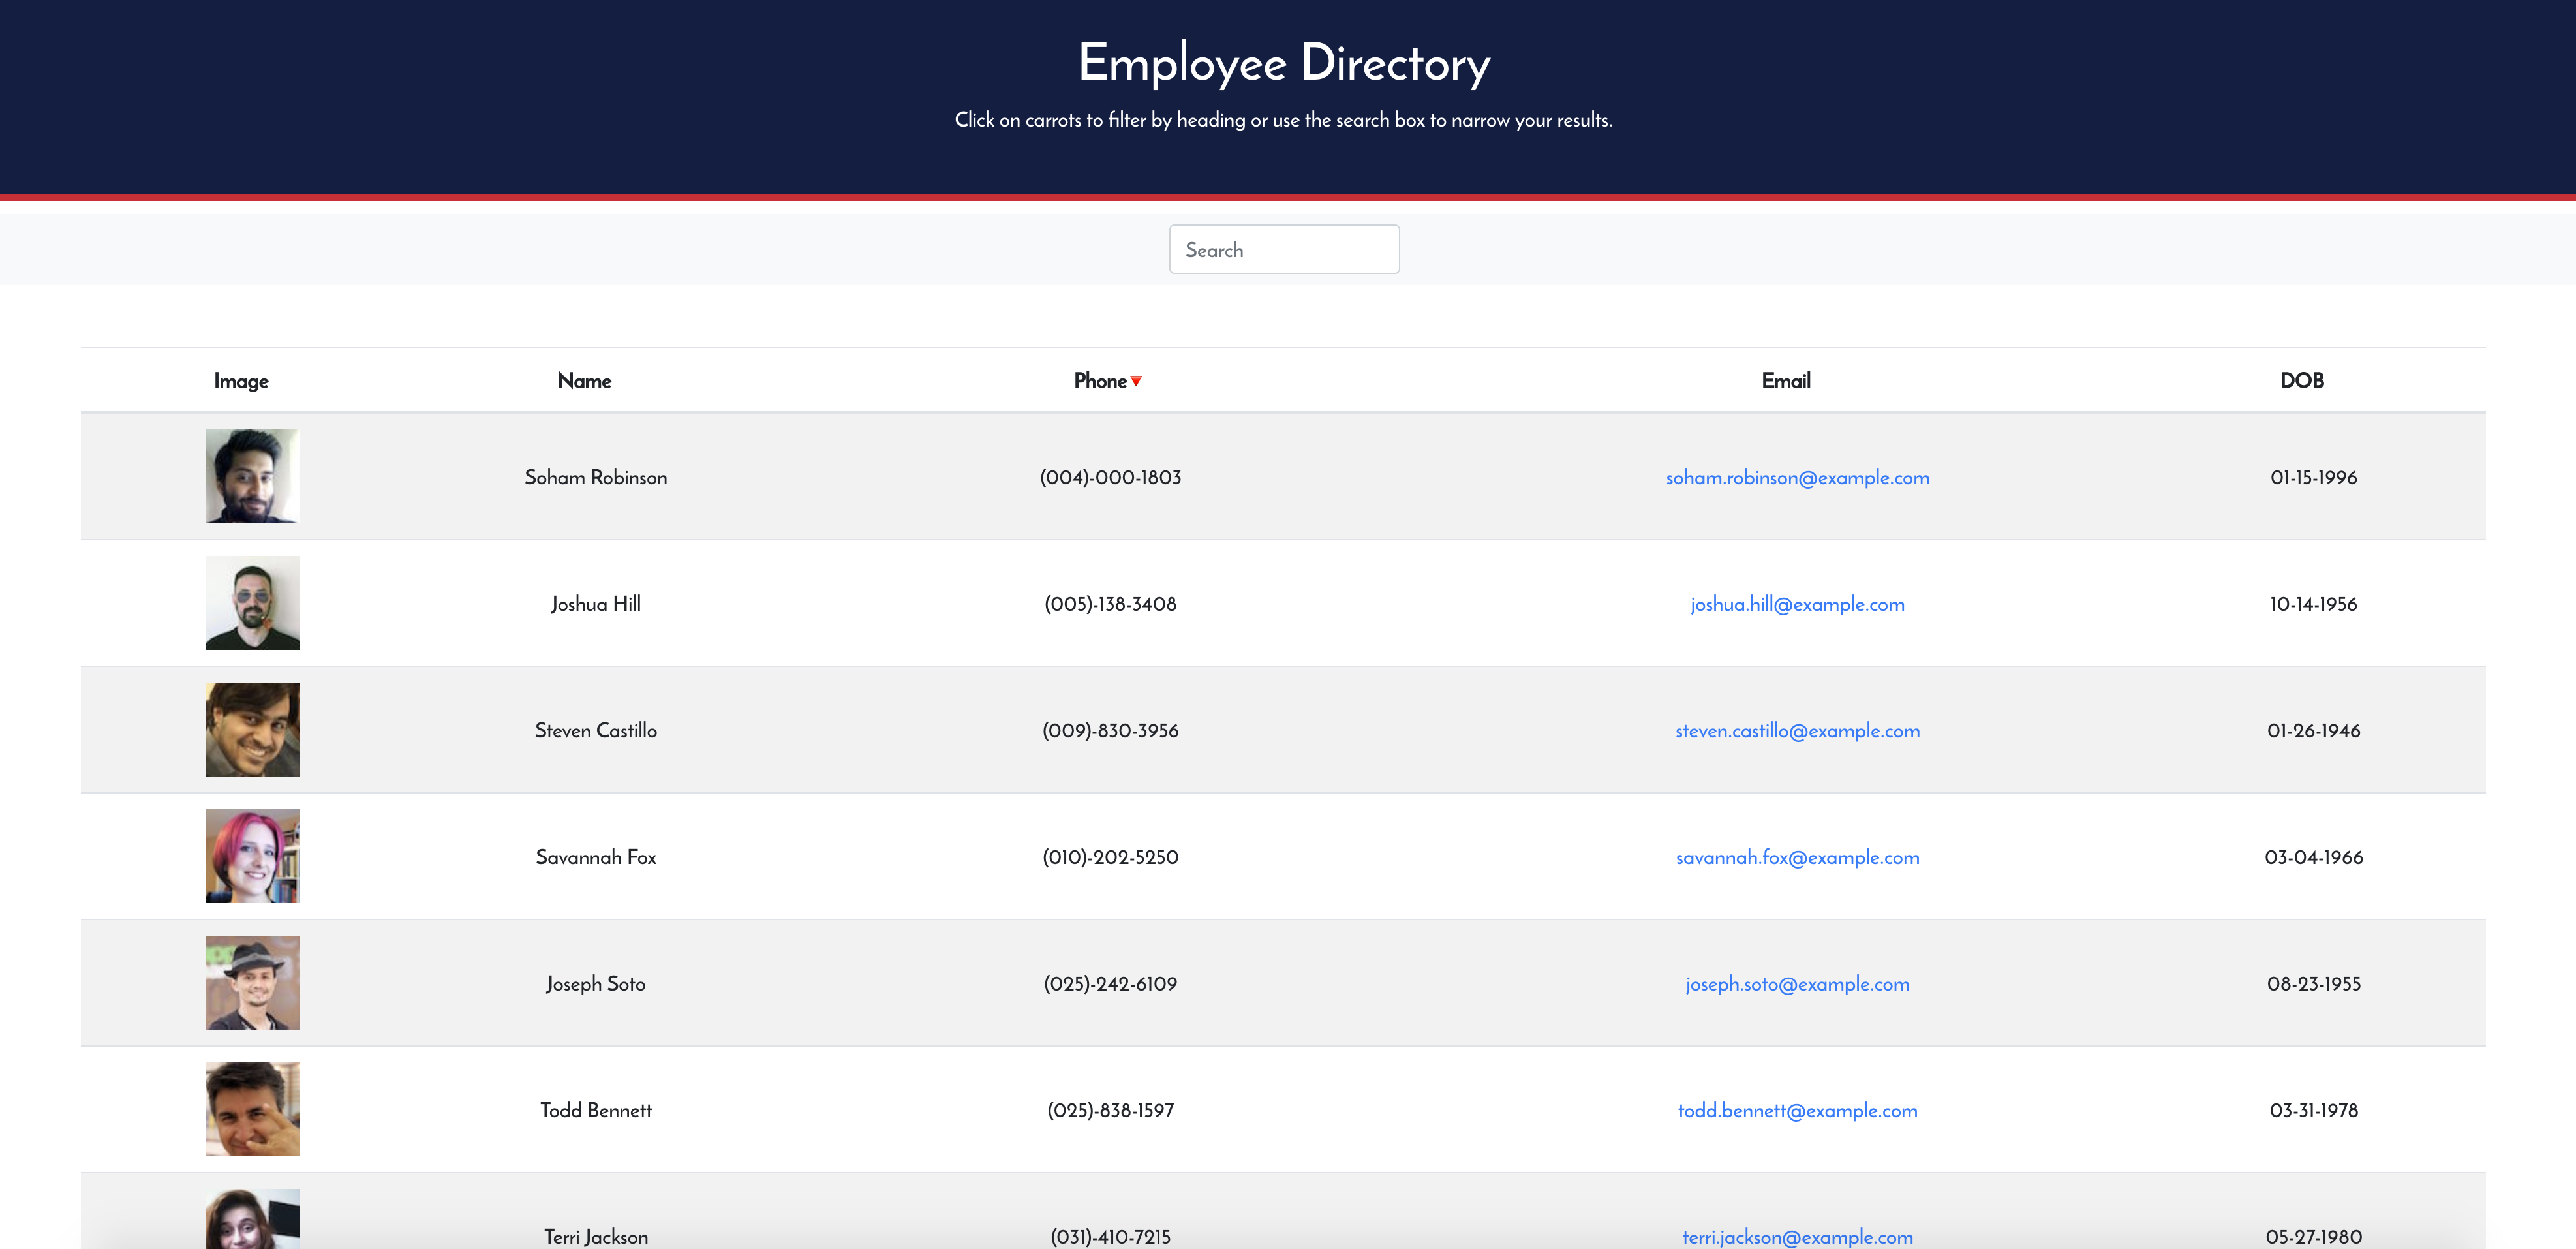 Employee Directory
Click on carrots to filter by heading or use the search box to narrow your results.
Search
Image Name Phone Email DOB
Soham Robinson (004)-000-1803 soham.robinson@example.com 01-15-1996
Joshua Hill (005)-138-3408 joshua.hill@example.com 10-14-1956
Steven Castillo (009)-830-3956 steven.castillo@example.com 01-26-1946
Savannah Fox (010)-202-5250 savannah.fox@example.com 03-04-1966
Joseph Soto (025)-242-6109 joseph.soto@example.com 08-23-1955
Todd Bennett (025)-838-1597 todd.bennett@example.com 03-31-1978
Terri Jackson (031)-410-7215 terri.jackson@example.com 05-27-1980